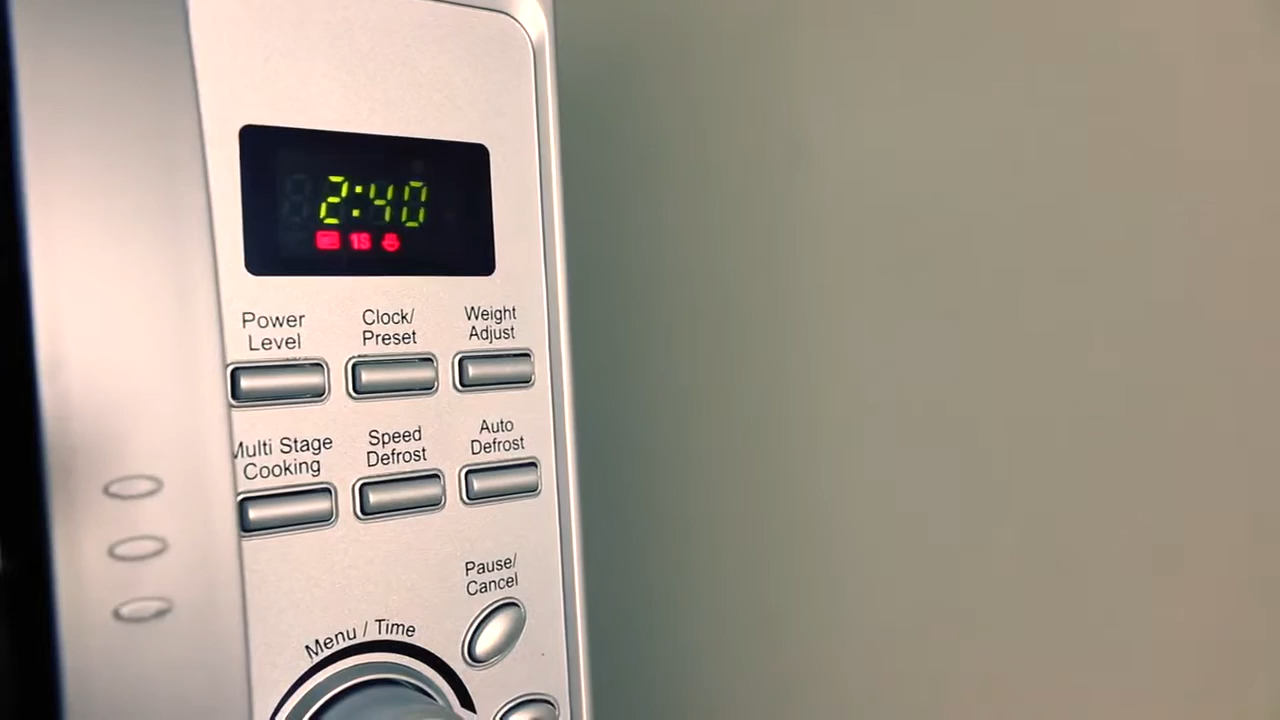 2:40
1S
Power
Level
Clock/
Preset
Weight
Adjust
Multi Stage
Cooking
Speed
Defrost
Auto
Defrost
Pause/
Cancel
Menu / Time